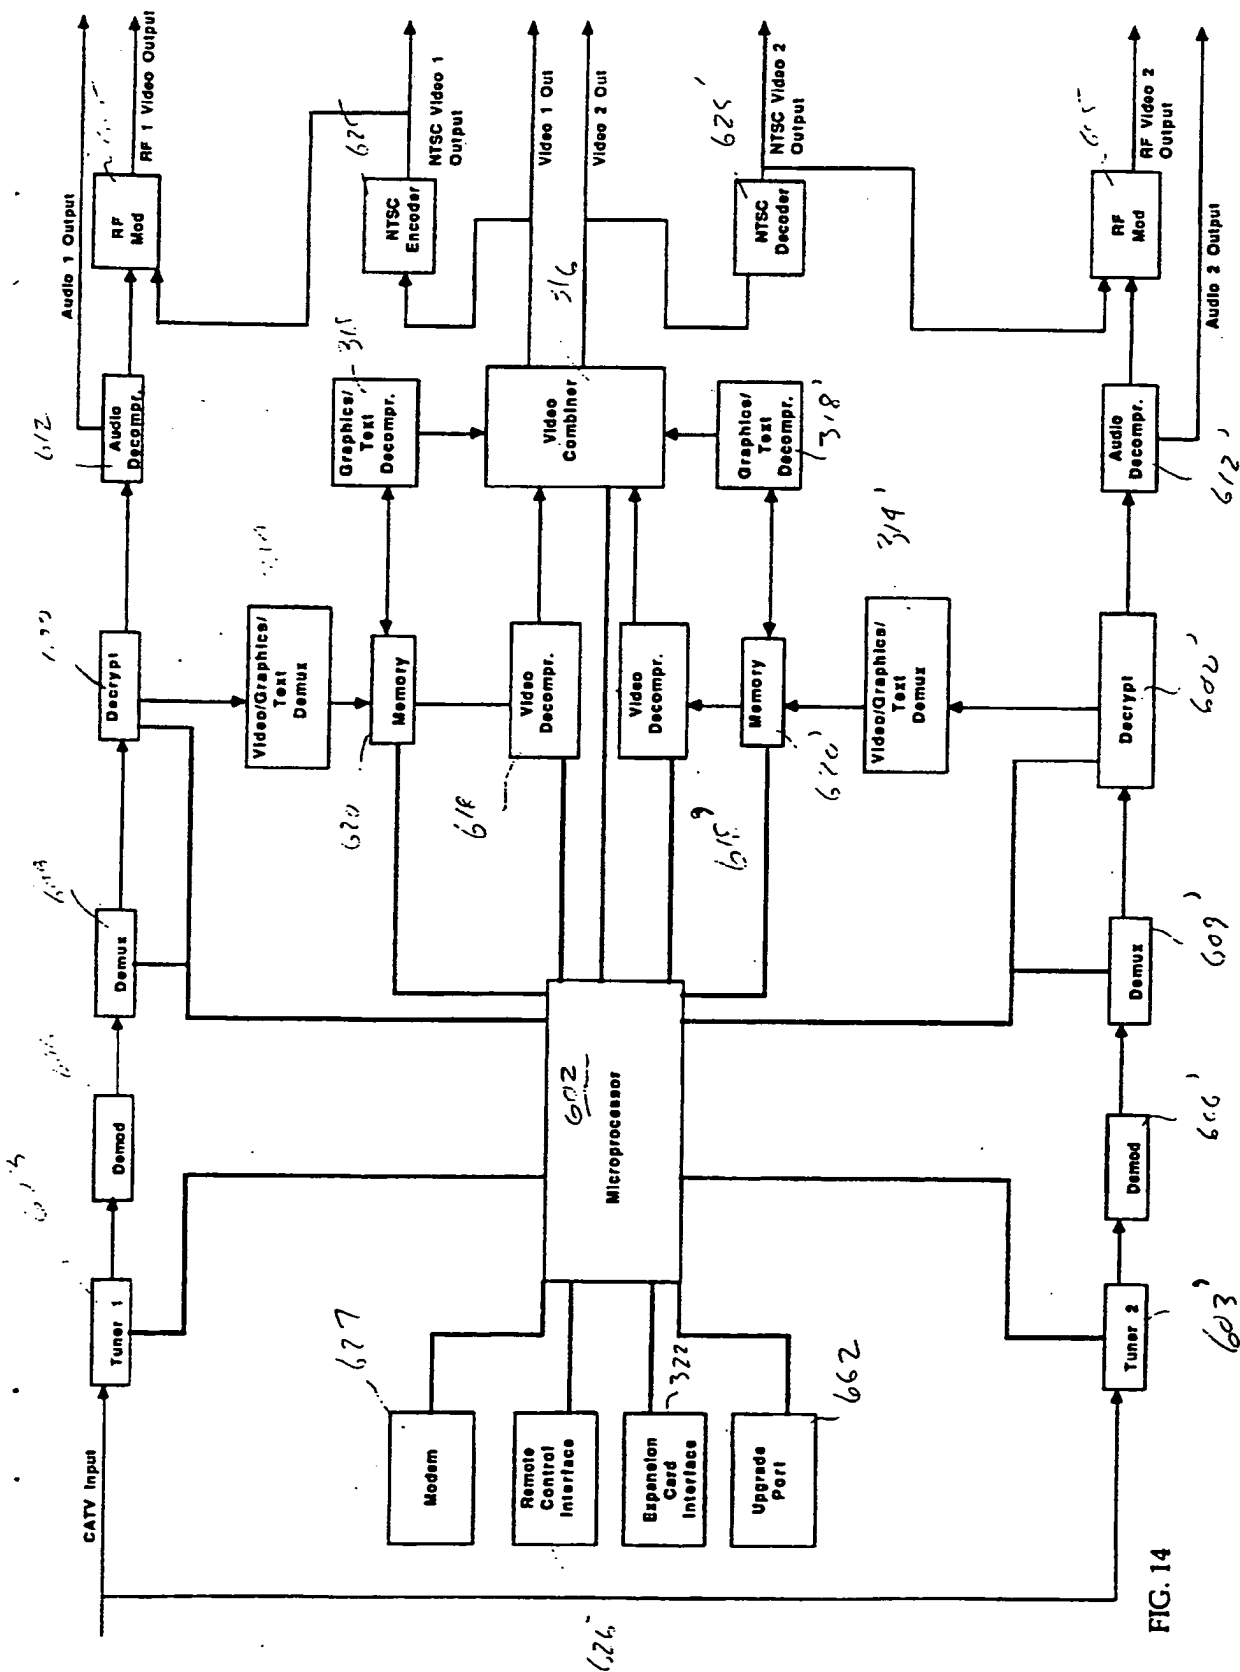 CATV Input
Tuner 1
Demod
Demux
Decrypt
Audio
Decompr.
612
RF
Mod
Audio 1 Output
RF 1 Video Output
Video/Graphics/
Text
Demux
Memory
620
Graphics/
Text
Decompr.
NTSC
Encoder
NTSC Video 1
Output
Modem
627
Remote
Control
Interface
Expansion
Card
Interface
322
Upgrade
Port
662
Microprocessor
602
Video
Decompr.
618
Video
Decompr.
Video
Combiner
316
Video 1 Out
Video 2 Out
Memory
620'
Graphics/
Text
Decompr.
318'
NTSC
Decoder
625'
NTSC Video 2
Output
Video/Graphics/
Text
Demux
314'
Tuner 2
603'
Demod
606'
Demux
609'
Decrypt
602'
Audio
Decompr.
612'
RF
Mod
RF Video 2
Output
Audio 2 Output
FIG. 14